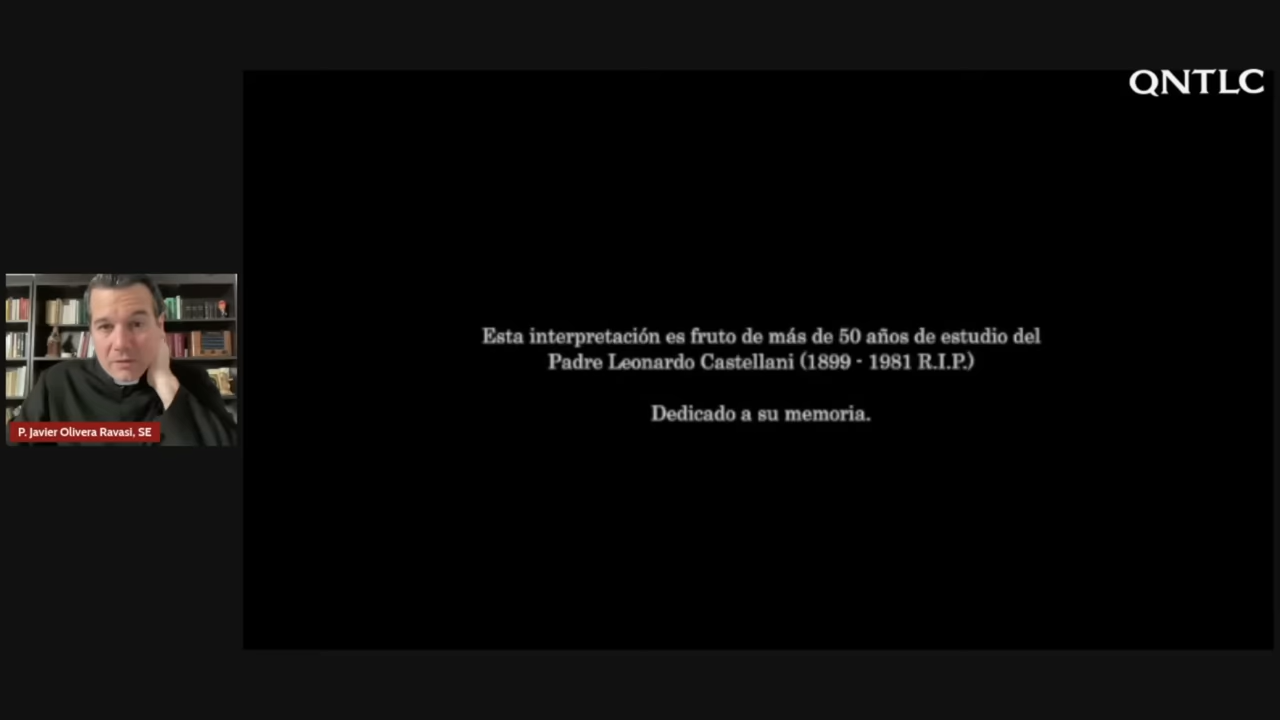 QNTLC
Esta interpretación es fruto de más de 50 años de estudio del
Padre Leonardo Castellani (1899 - 1981 R.I.P.)
Dedicado a su memoria.
P. Javier Olivera Ravasi, SE